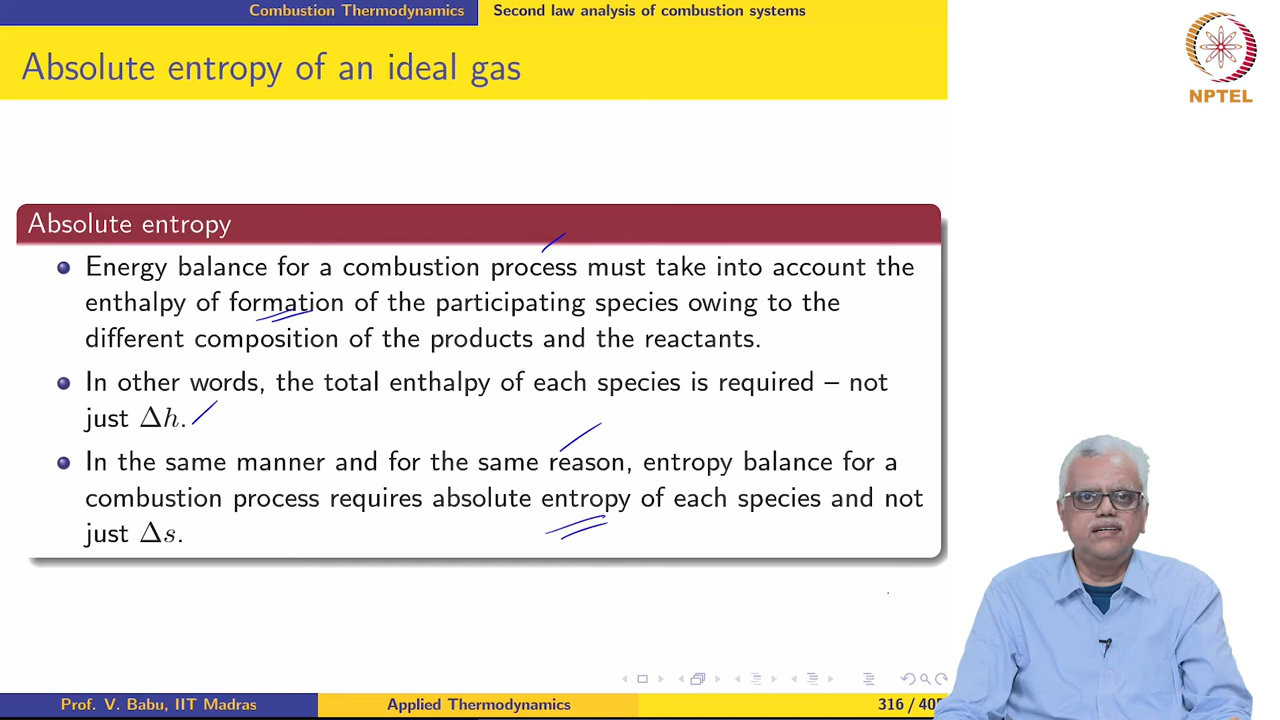 Combustion Thermodynamics Second law analysis of combustion systems
Absolute entropy of an ideal gas
NPTEL
Absolute entropy
Energy balance for a combustion process must take into account the
enthalpy of formation of the participating species owing to the
different composition of the products and the reactants.
In other words, the total enthalpy of each species is required – not
just Δh.
In the same manner and for the same reason, entropy balance for a
combustion process requires absolute entropy of each species and not
just Δs.
Prof. V. Babu, IIT Madras Applied Thermodynamics 316 /